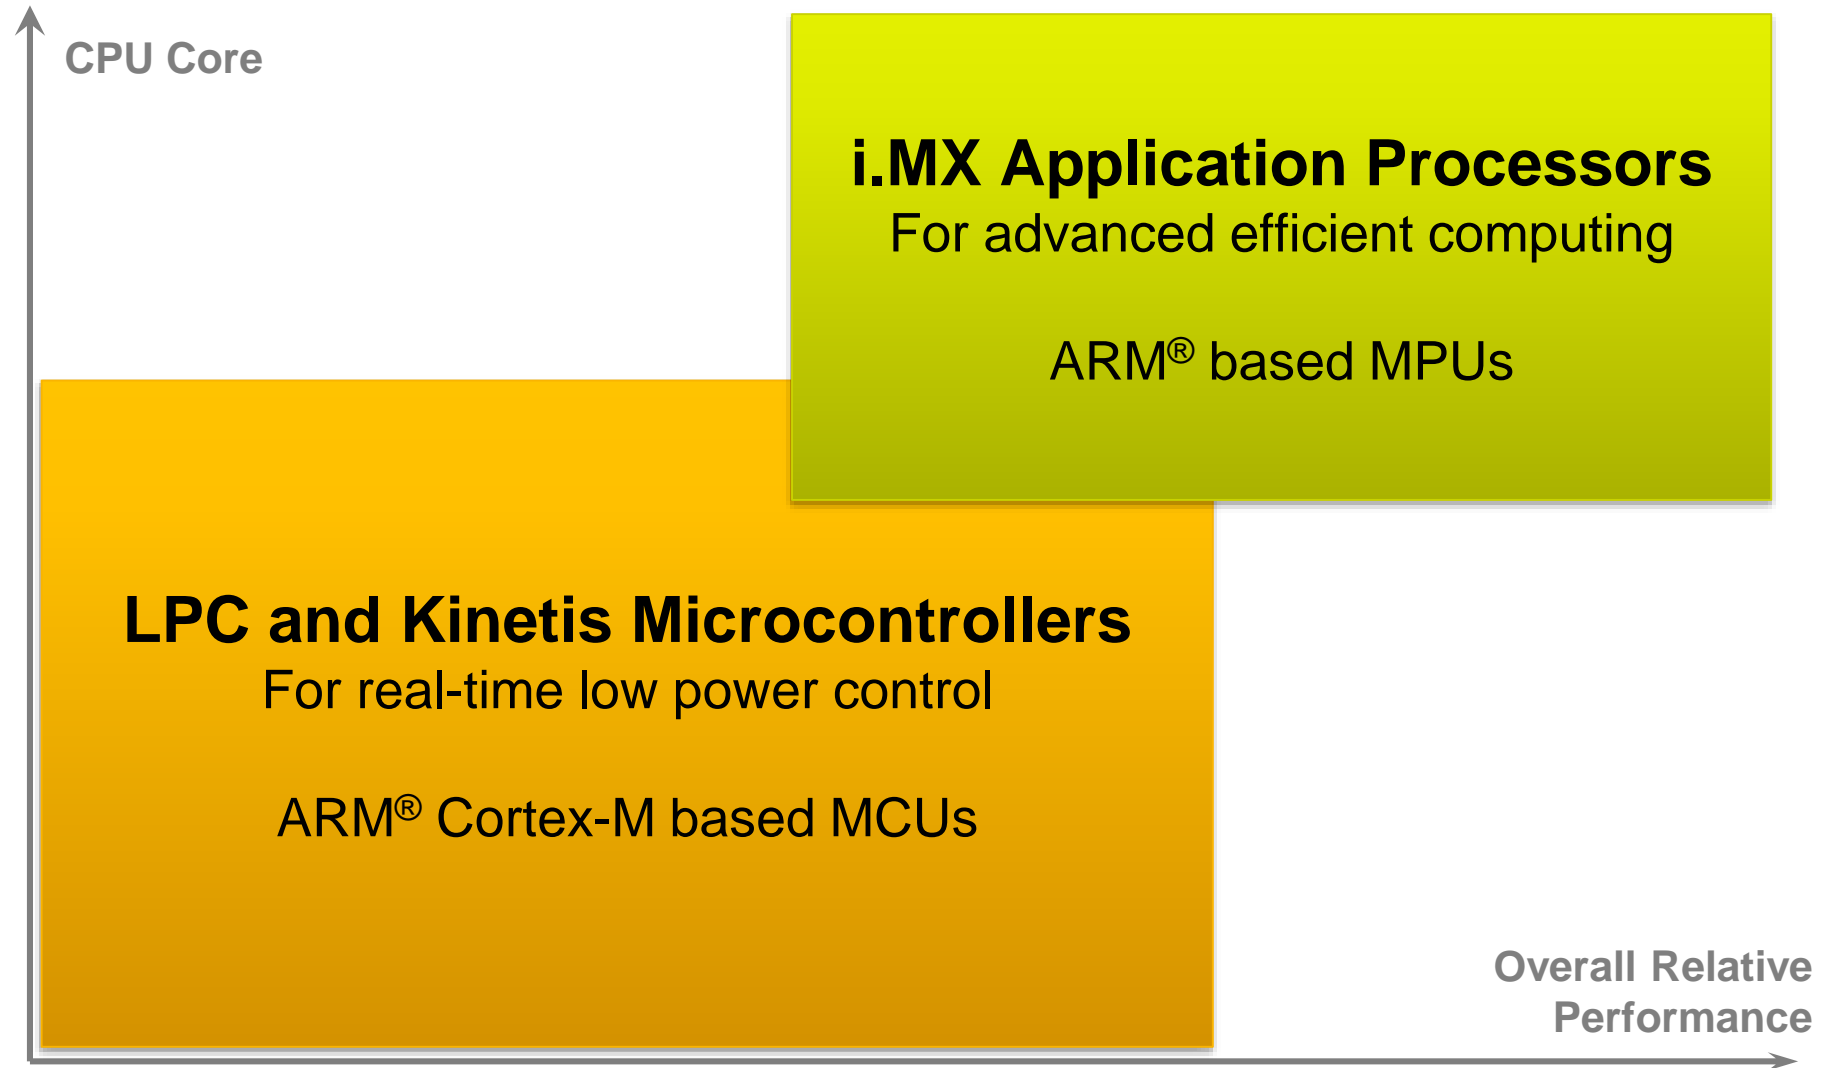 CPU Core
i.MX Application Processors
For advanced efficient computing
ARM® based MPUs
LPC and Kinetis Microcontrollers
For real-time low power control
ARM® Cortex-M based MCUs
Overall Relative
Performance